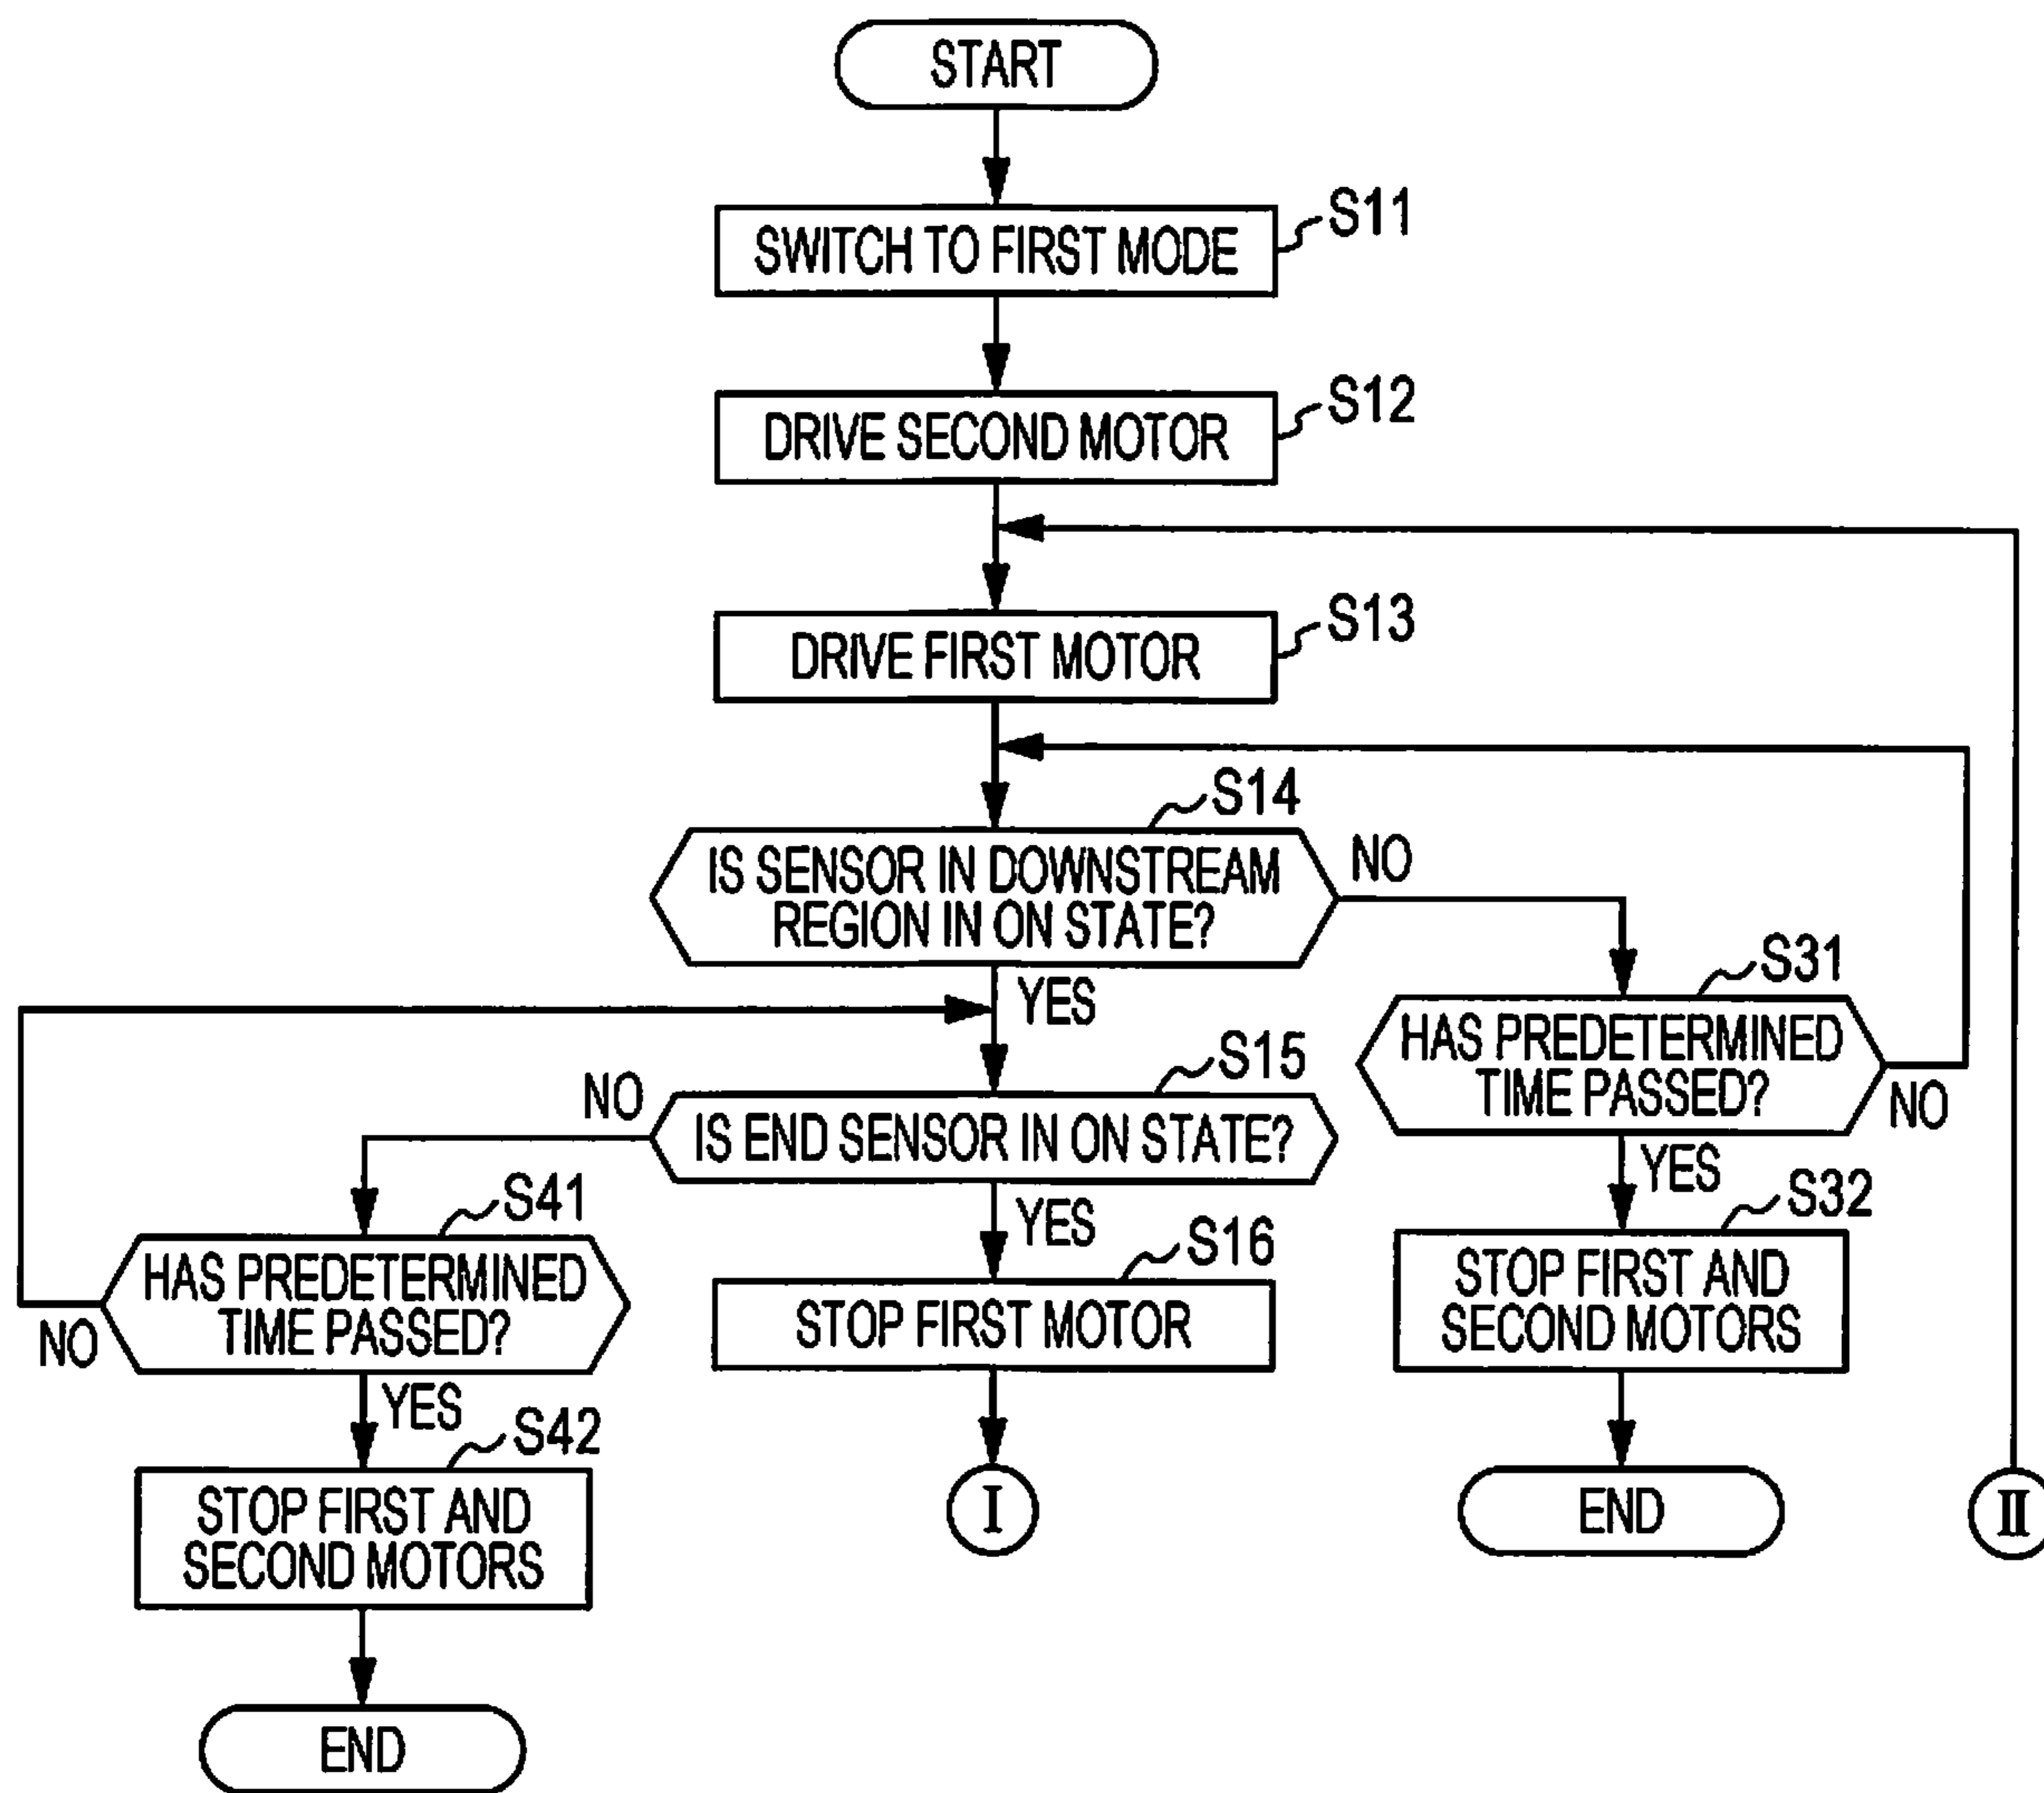 START
S11
SWITCH TO FIRST MODE
S12
DRIVE SECOND MOTOR
S13
DRIVE FIRST MOTOR
S14
IS SENSOR IN DOWNSTREAM
REGION IN ON STATE?
NO
YES
S31
HAS PREDETERMINED
TIME PASSED?
NO
YES
S15
IS END SENSOR IN ON STATE?
NO
YES
S41
HAS PREDETERMINED
TIME PASSED?
NO
YES
S16
STOP FIRST MOTOR
S32
STOP FIRST AND
SECOND MOTORS
S42
STOP FIRST AND
SECOND MOTORS
I
END
II
END